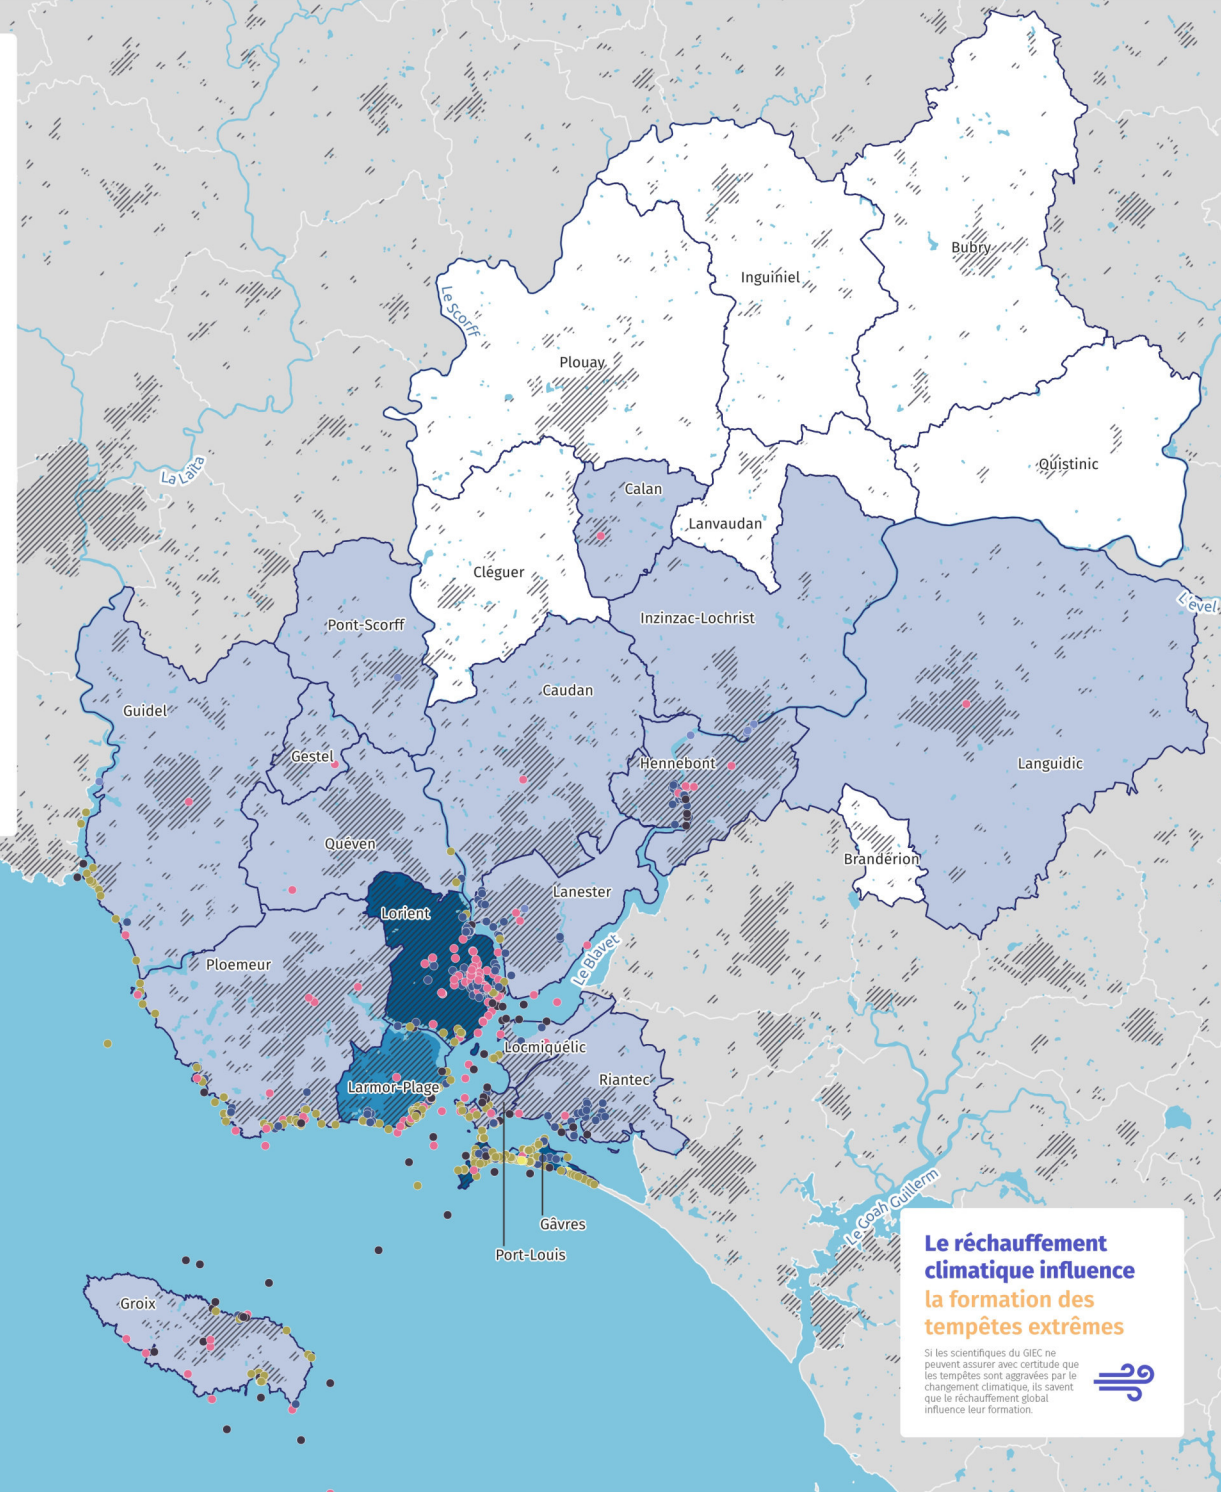 Bubry
Inguiniel
Le Scorff
Plouay
Quistinic
La Laïta
Calan
Lanvaudan
Cléguer
L'Evel
Inzinzac-Lochrist
Pont-Scorff
Caudan
Guidel
Gestel
Hennebont
Languidic
Quéven
Brandérion
Lanester
Lorient
Le Blavet
Ploemeur
Locmiquélic
Riantec
Larmor-Plage
Le Goah Guillerm
Gâvres
Port-Louis
Groix
Le réchauffement
climatique influence
la formation des
tempêtes extrêmes
Si les scientifiques du GIEC ne
peuvent assurer avec certitude que
les tempêtes sont aggravées par le
changement climatique, ils savent
que le réchauffement global
influence leur formation.